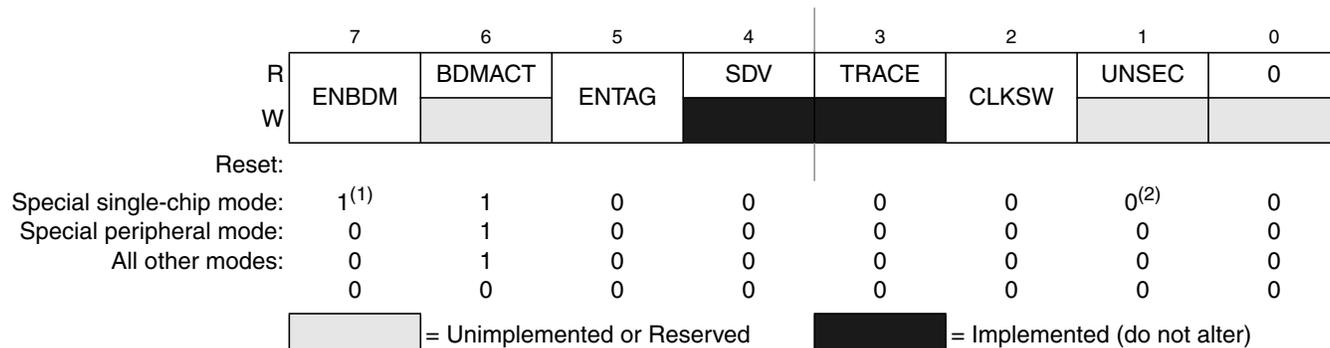 7 6 5 4 3 2 1 0
R ENBDM BDMACT ENTAG SDV TRACE CLKSW UNSEC 0
W
Reset:
Special single-chip mode: 1(1) 1 0 0 0 0 0(2) 0
Special peripheral mode: 0 1 0 0 0 0 0 0
All other modes: 0 1 0 0 0 0 0 0
0 0 0 0 0 0 0 0
= Unimplemented or Reserved = Implemented (do not alter)